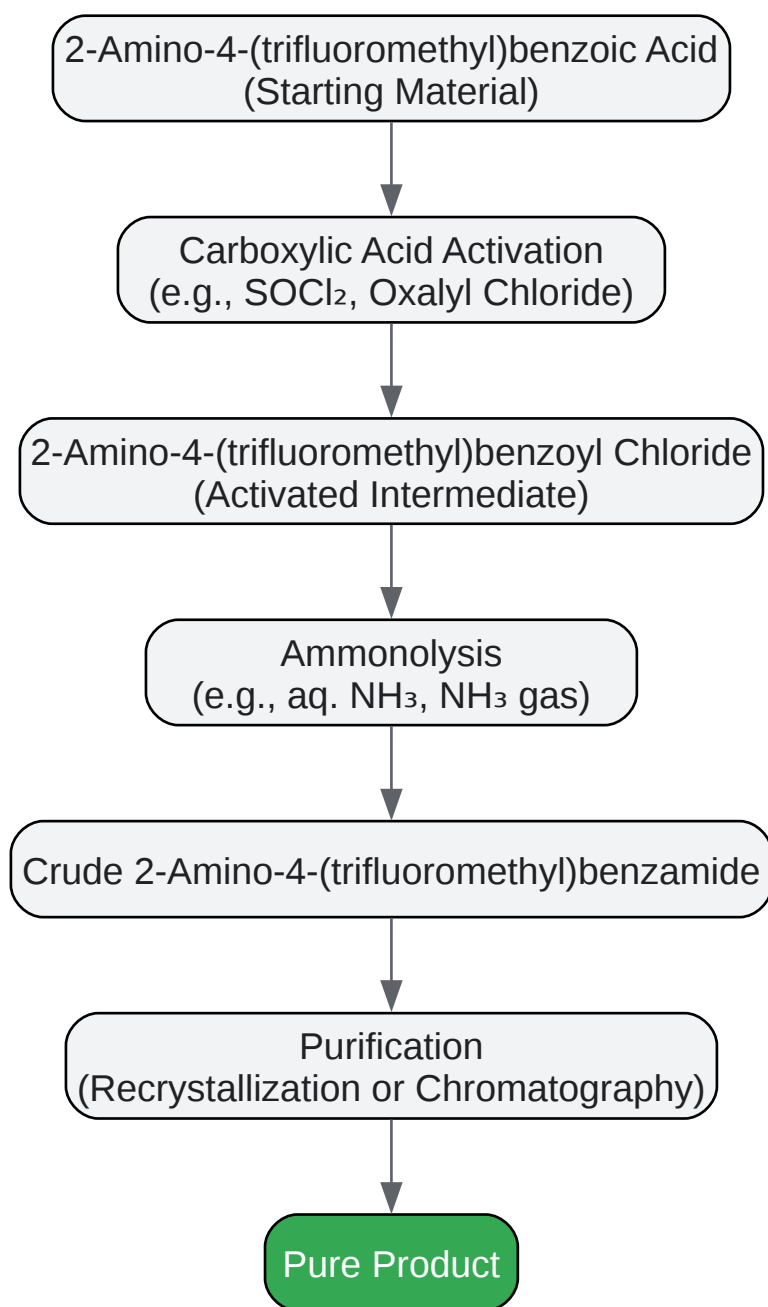 2-Amino-4-(trifluoromethyl)benzoic Acid
(Starting Material)
Carboxylic Acid Activation
(e.g., SOCl₂, Oxalyl Chloride)
2-Amino-4-(trifluoromethyl)benzoyl Chloride
(Activated Intermediate)
Ammonolysis
(e.g., aq. NH₃, NH₃ gas)
Crude 2-Amino-4-(trifluoromethyl)benzamide
Purification
(Recrystallization or Chromatography)
Pure Product